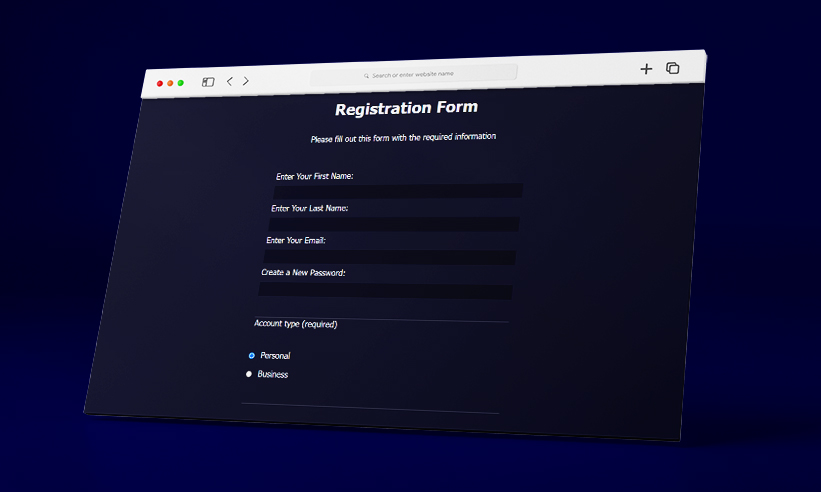 Search or enter website name
Registration Form
Please fill out this form with the required information
Enter Your First Name:
Enter Your Last Name:
Enter Your Email:
Create a New Password:
Account type (required)
Personal
Business